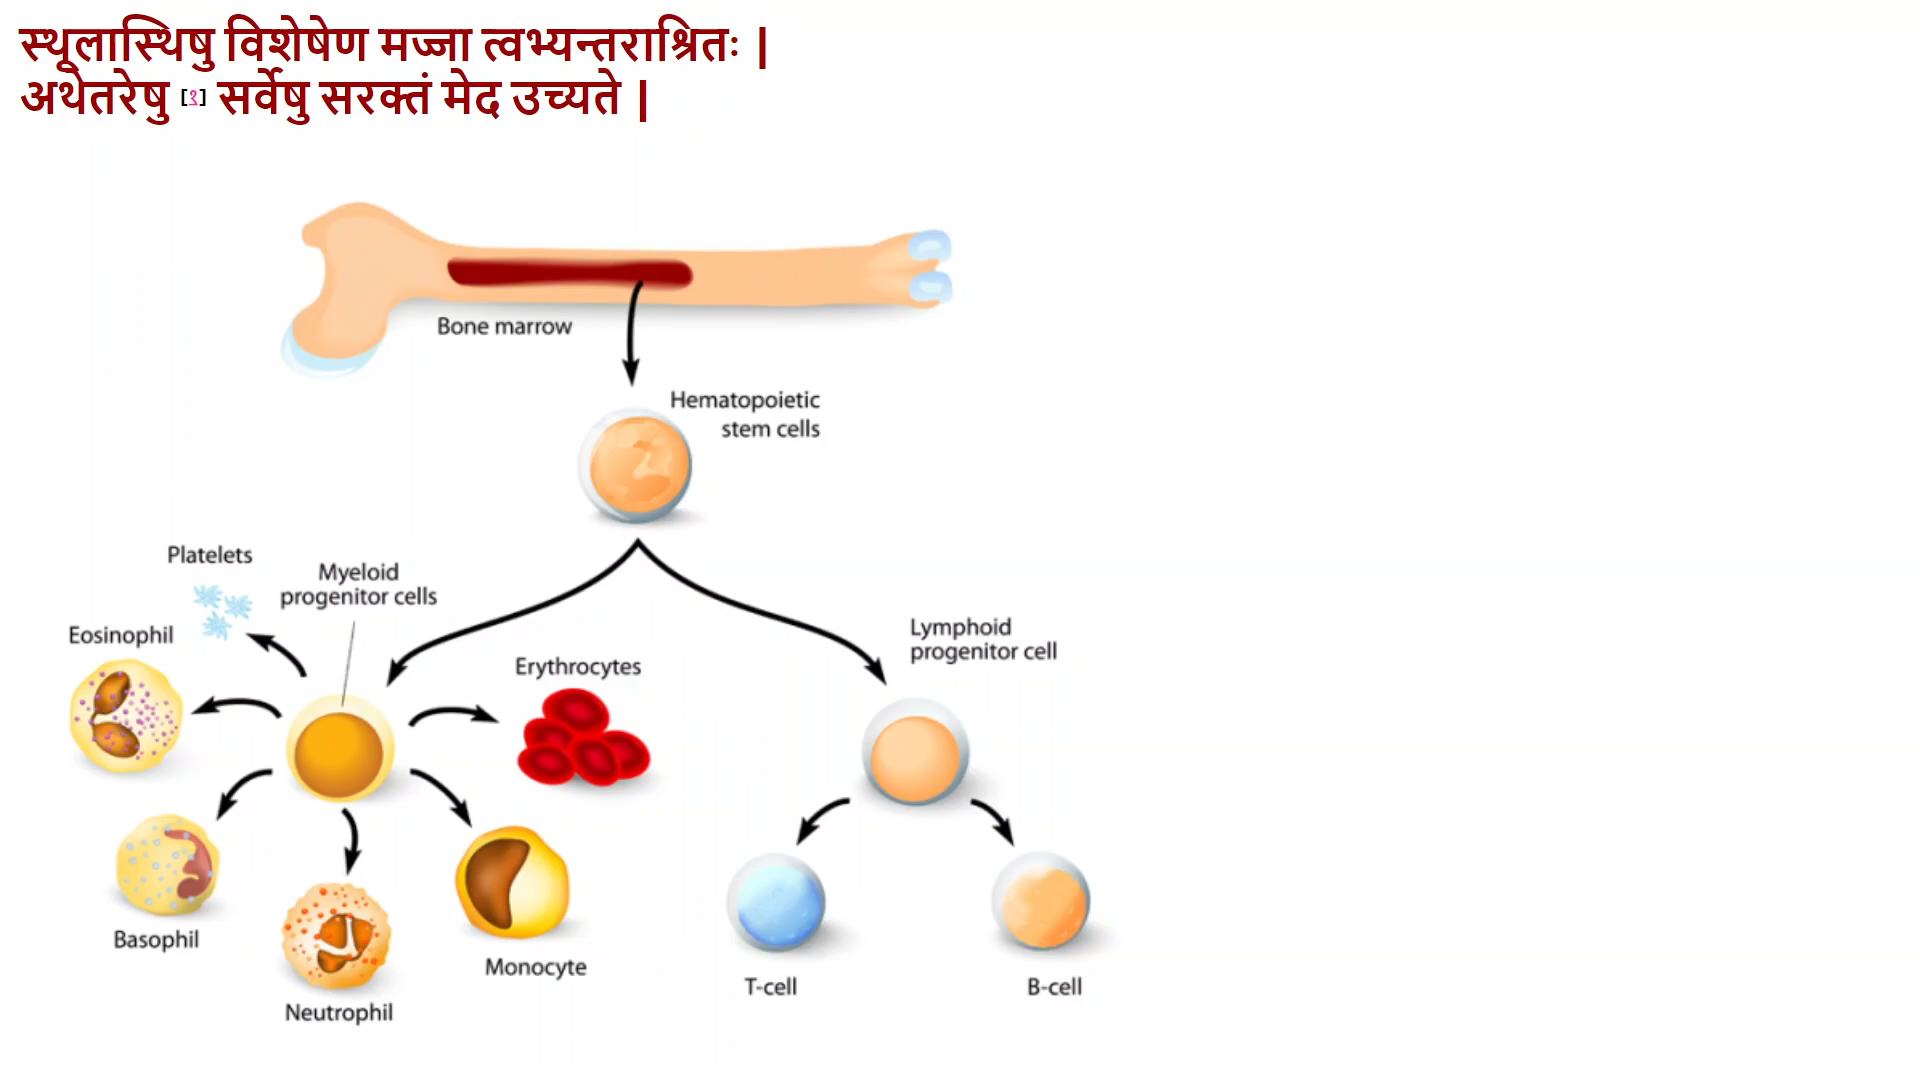 स्थूलास्थिषु विशेषेण मज्जा त्वभ्यन्तराश्रितः |
अथेतरेषु [१] सर्वेषु सरक्तं मेद उच्यते |
Bone marrow
Hematopoietic
stem cells
Platelets
Myeloid
progenitor cells
Eosinophil
Erythrocytes
Lymphoid
progenitor cell
Basophil
Neutrophil
Monocyte
T-cell
B-cell